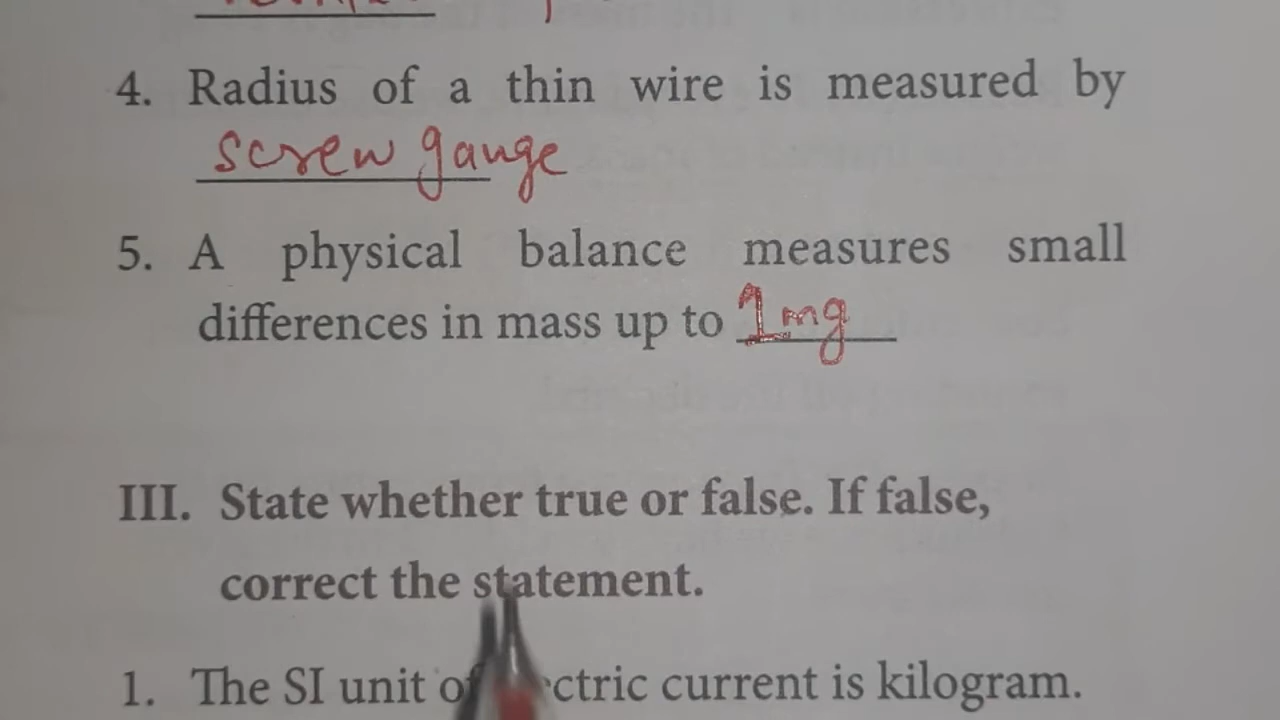 4. Radius of a thin wire is measured by
screw gauge
5. A physical balance measures small
differences in mass up to 1mg
III. State whether true or false. If false,
correct the statement.
1. The SI unit of ctric current is kilogram.